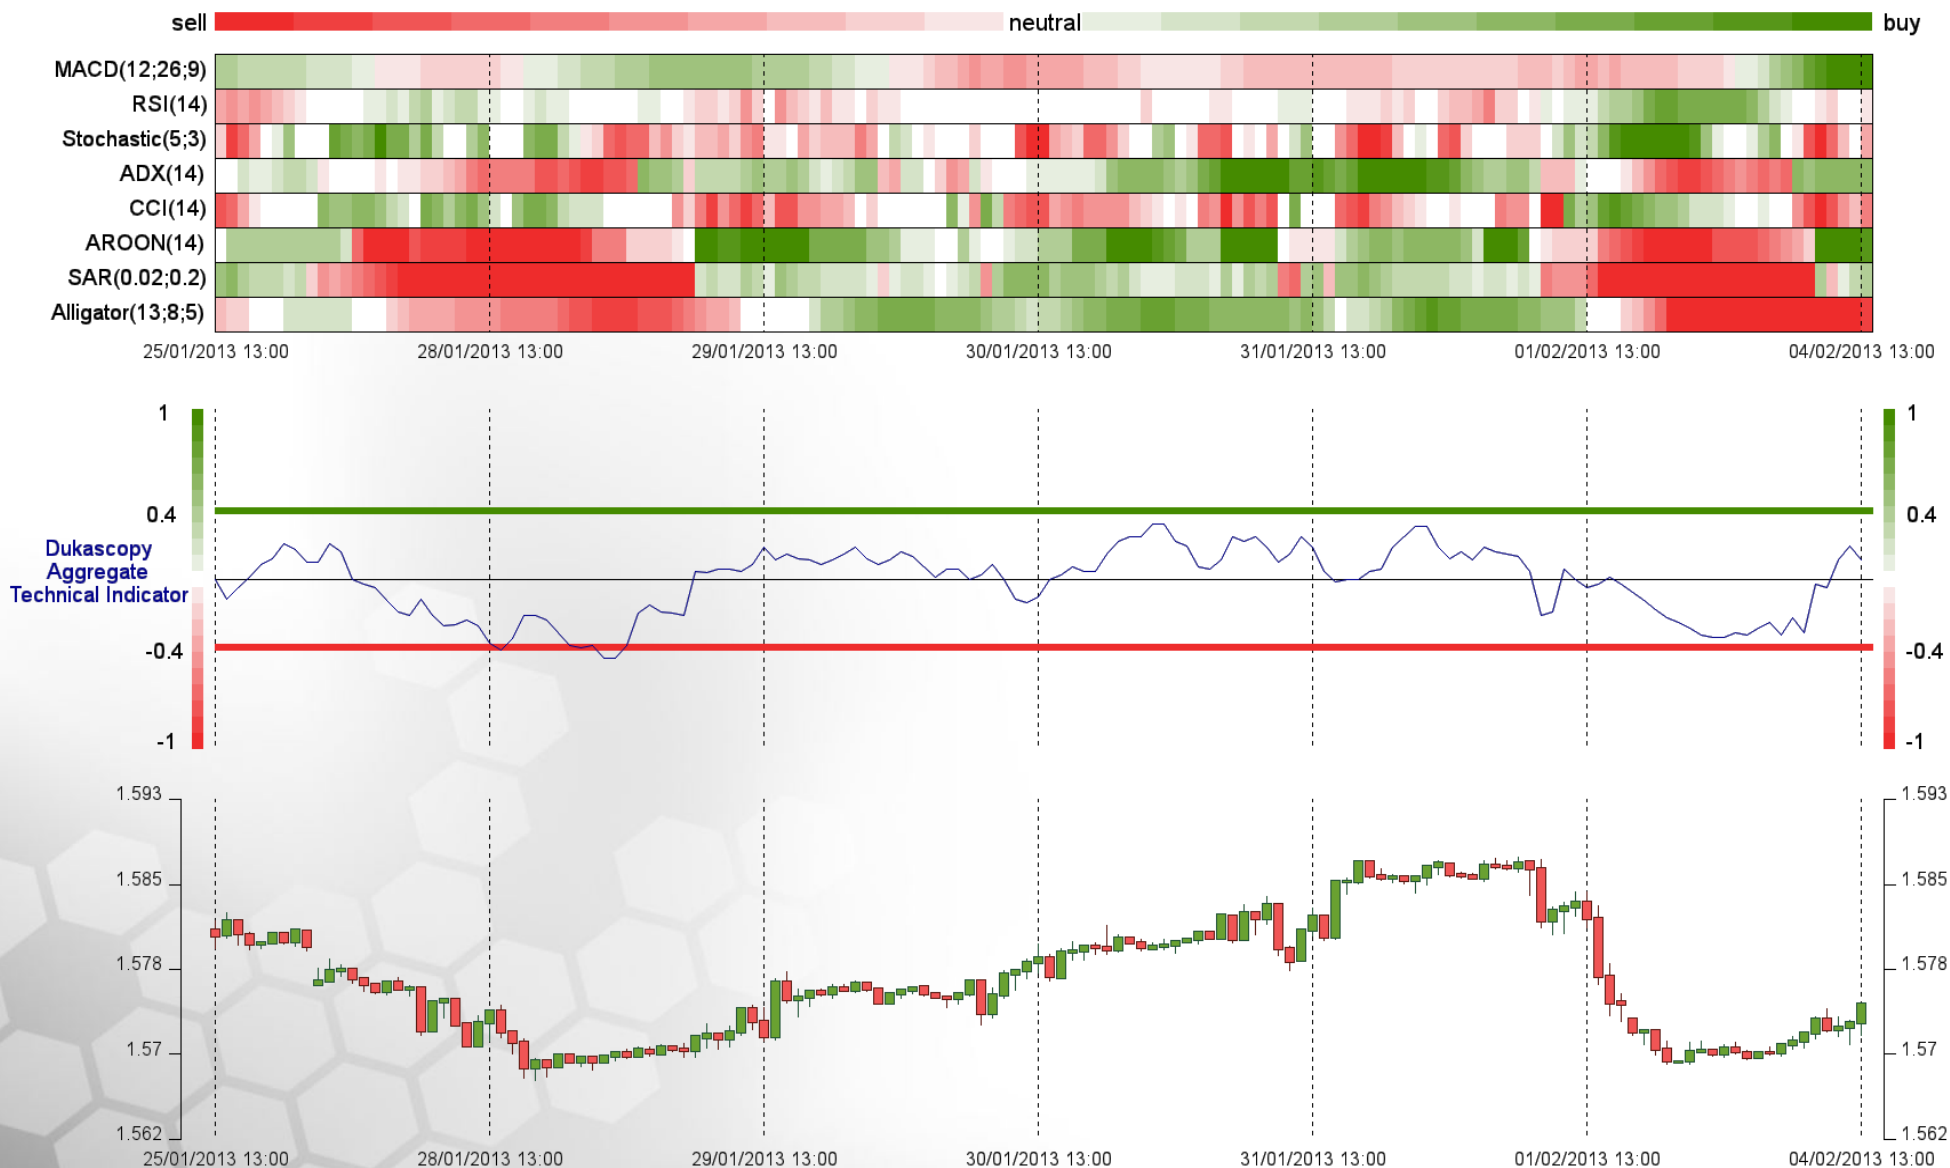 sell neutral buy
MACD(12;26;9)
RSI(14)
Stochastic(5;3)
ADX(14)
CCI(14)
AROON(14)
SAR(0.02;0.2)
Alligator(13;8;5)
25/01/2013 13:00 28/01/2013 13:00 29/01/2013 13:00 30/01/2013 13:00 31/01/2013 13:00 01/02/2013 13:00 04/02/2013 13:00
1 1
0.4 0.4
Dukascopy
Aggregate
Technical Indicator
-0.4 -0.4
-1 -1
1.593 1.593
1.585 1.585
1.578 1.578
1.57 1.57
1.562 1.562
25/01/2013 13:00 28/01/2013 13:00 29/01/2013 13:00 30/01/2013 13:00 31/01/2013 13:00 01/02/2013 13:00 04/02/2013 13:00